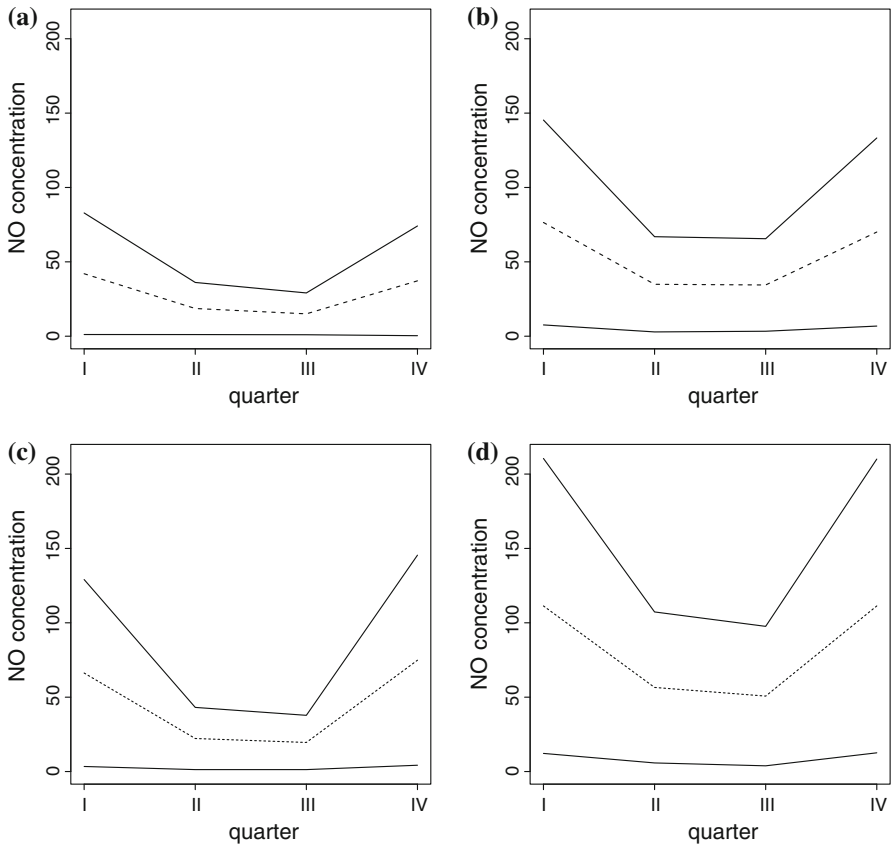 (a)
NO concentration
0 50 100 150 200
I II III IV
quarter
(b)
NO concentration
0 50 100 150 200
I II III IV
quarter
(c)
NO concentration
0 50 100 150 200
I II III IV
quarter
(d)
NO concentration
0 50 100 150 200
I II III IV
quarter